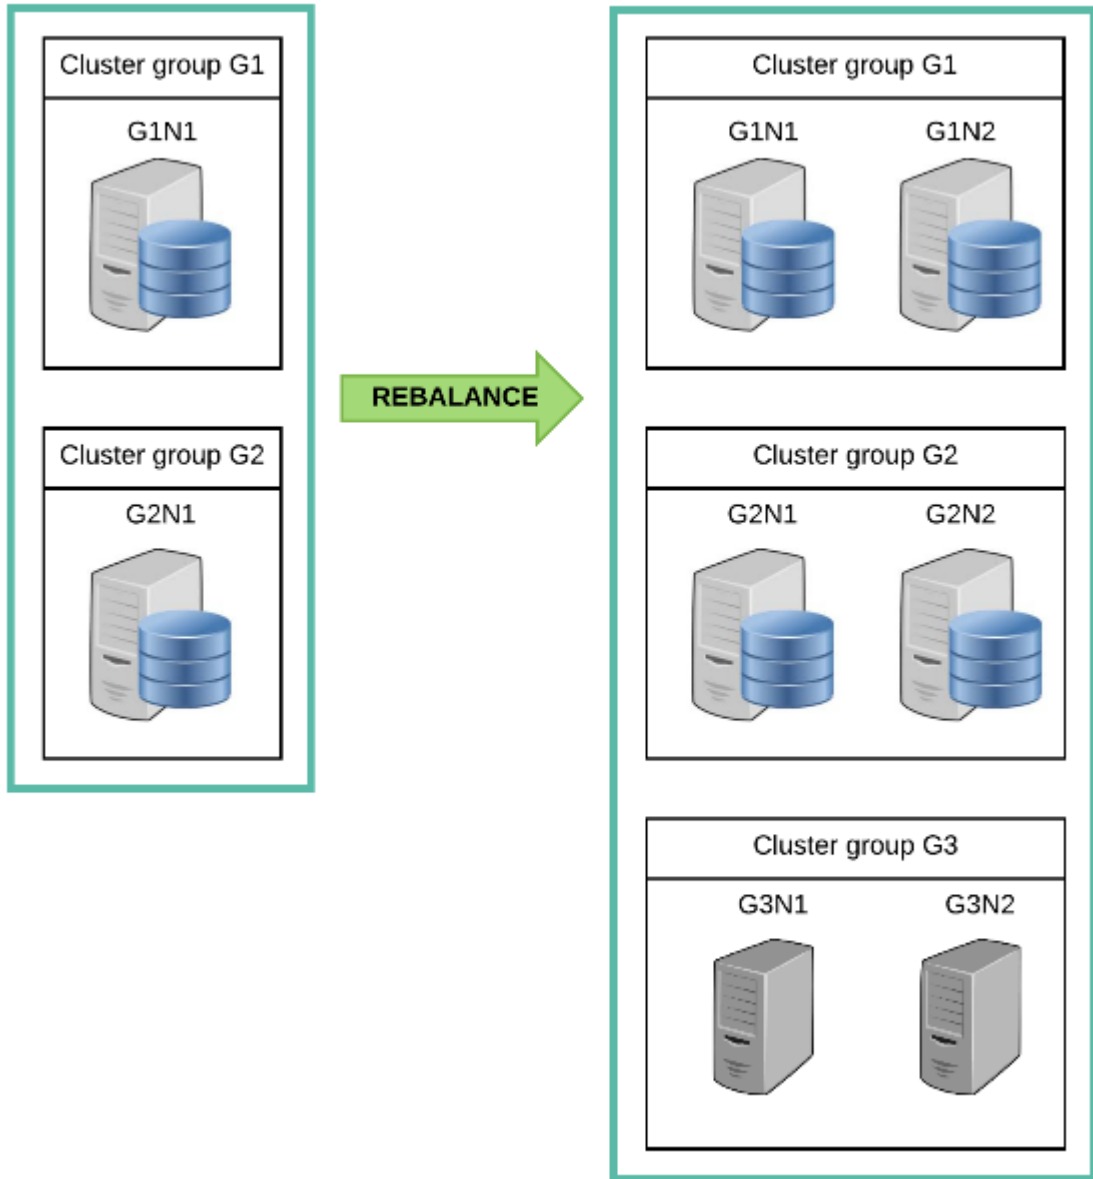 Cluster group G1
G1N1
Cluster group G2
G2N1
REBALANCE
Cluster group G1
G1N1 G1N2
Cluster group G2
G2N1 G2N2
Cluster group G3
G3N1 G3N2